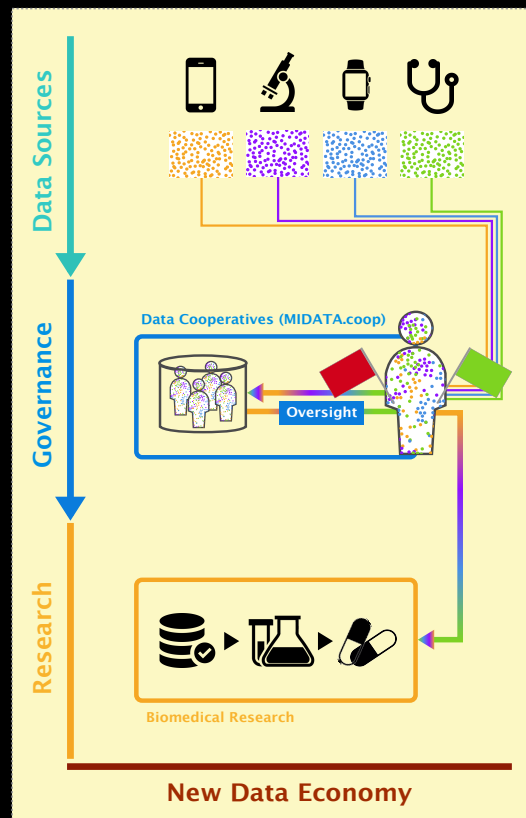 Data Sources
Data Cooperatives (MIDATA.coop)
Governance
Oversight
Research
Biomedical Research
New Data Economy